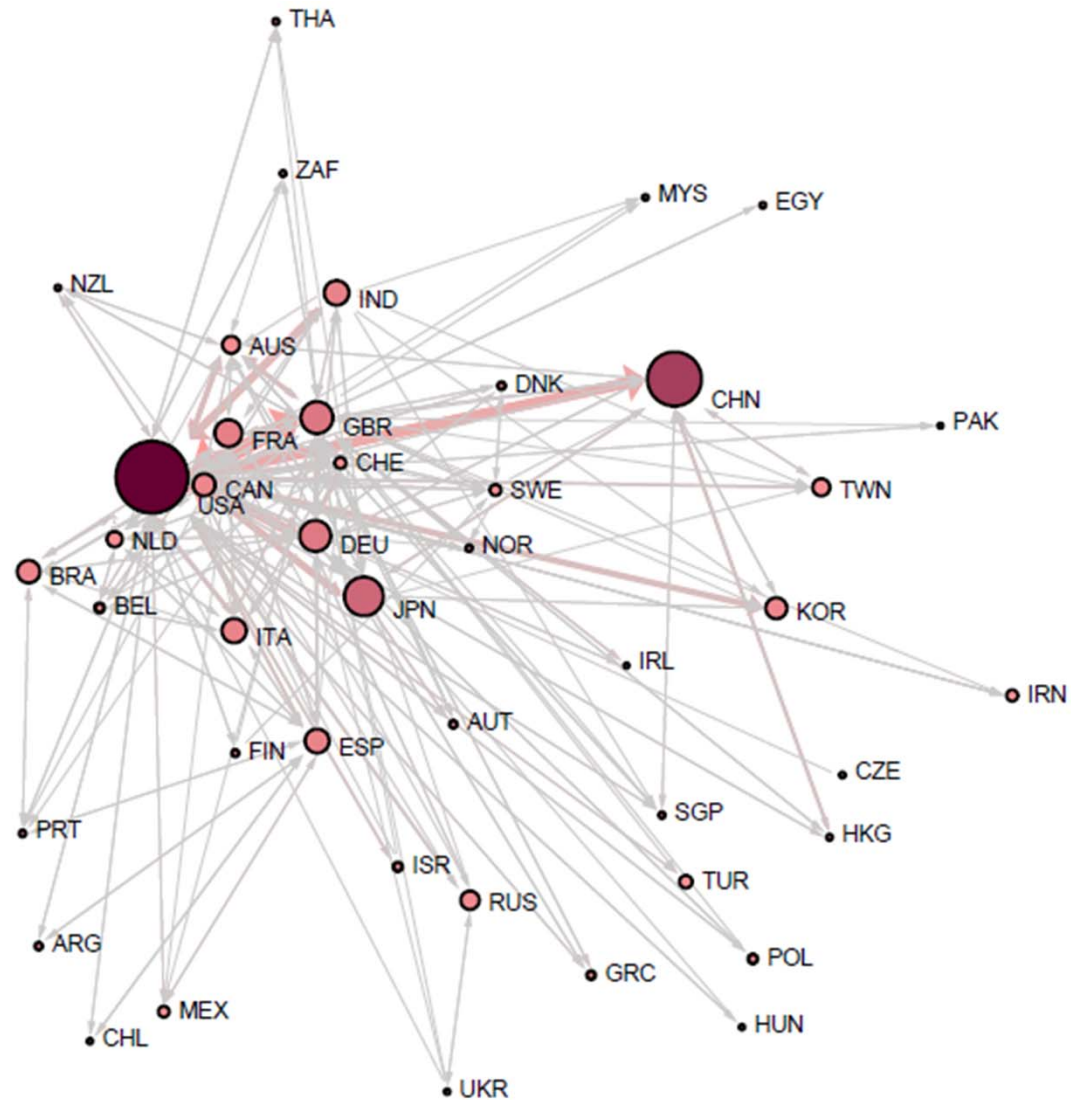 THA
ZAF
MYS
EGY
NZL
IND
AUS
DNK
CHN
GBR
PAK
FRA
CHE
CAN
SWE
TWN
USA
NLD
DEU
NOR
BRA
BEL
JPN
KOR
ITA
IRL
IRN
AUT
FIN
ESP
CZE
SGP
PRT
HKG
ISR
TUR
RUS
ARG
POL
GRC
MEX
HUN
CHL
UKR